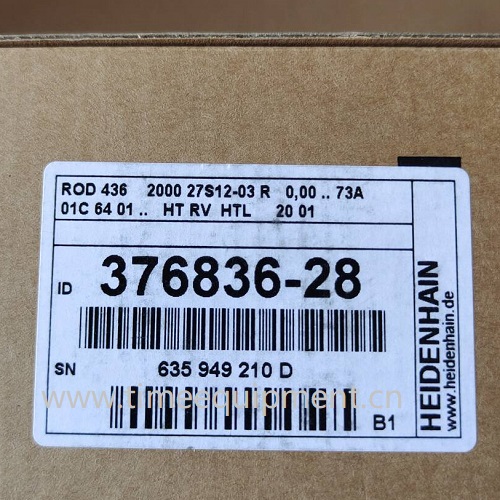 ROD 436 2000 27S12-03 R 0,00 .. 73A
01C 64 01 .. HT RV HTL 20 01
ID 376836-28
SN 635 949 210 D
www.timeequipment.cn
B1
HEIDENHAIN
www.heidenhain.de